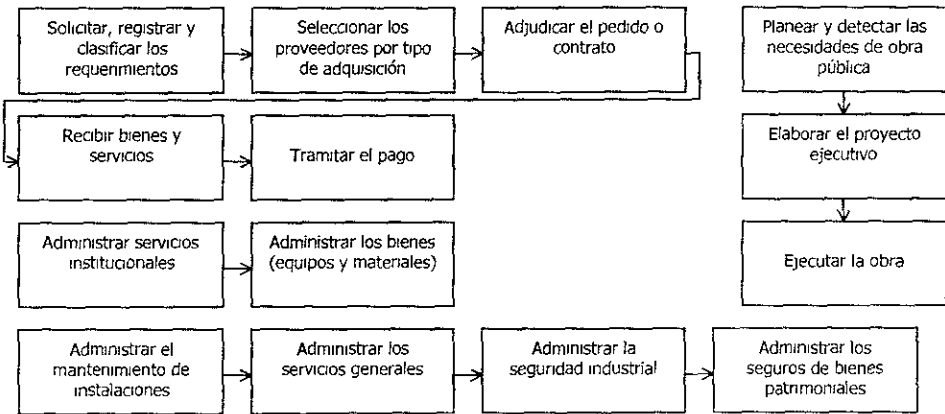 Solicitar, registrar y
clasificar los
requerimientos
Seleccionar los
proveedores por tipo
de adquisición
Adjudicar el pedido o
contrato
Planear y detectar las
necesidades de obra
pública
Recibir bienes y
servicios
Tramitar el pago
Elaborar el proyecto
ejecutivo
Administrar servicios
institucionales
Administrar los bienes
(equipos y materiales)
Ejecutar la obra
Administrar el
mantenimiento de
instalaciones
Administrar los
servicios generales
Administrar la
seguridad industrial
Administrar los
seguros de bienes
patrimoniales